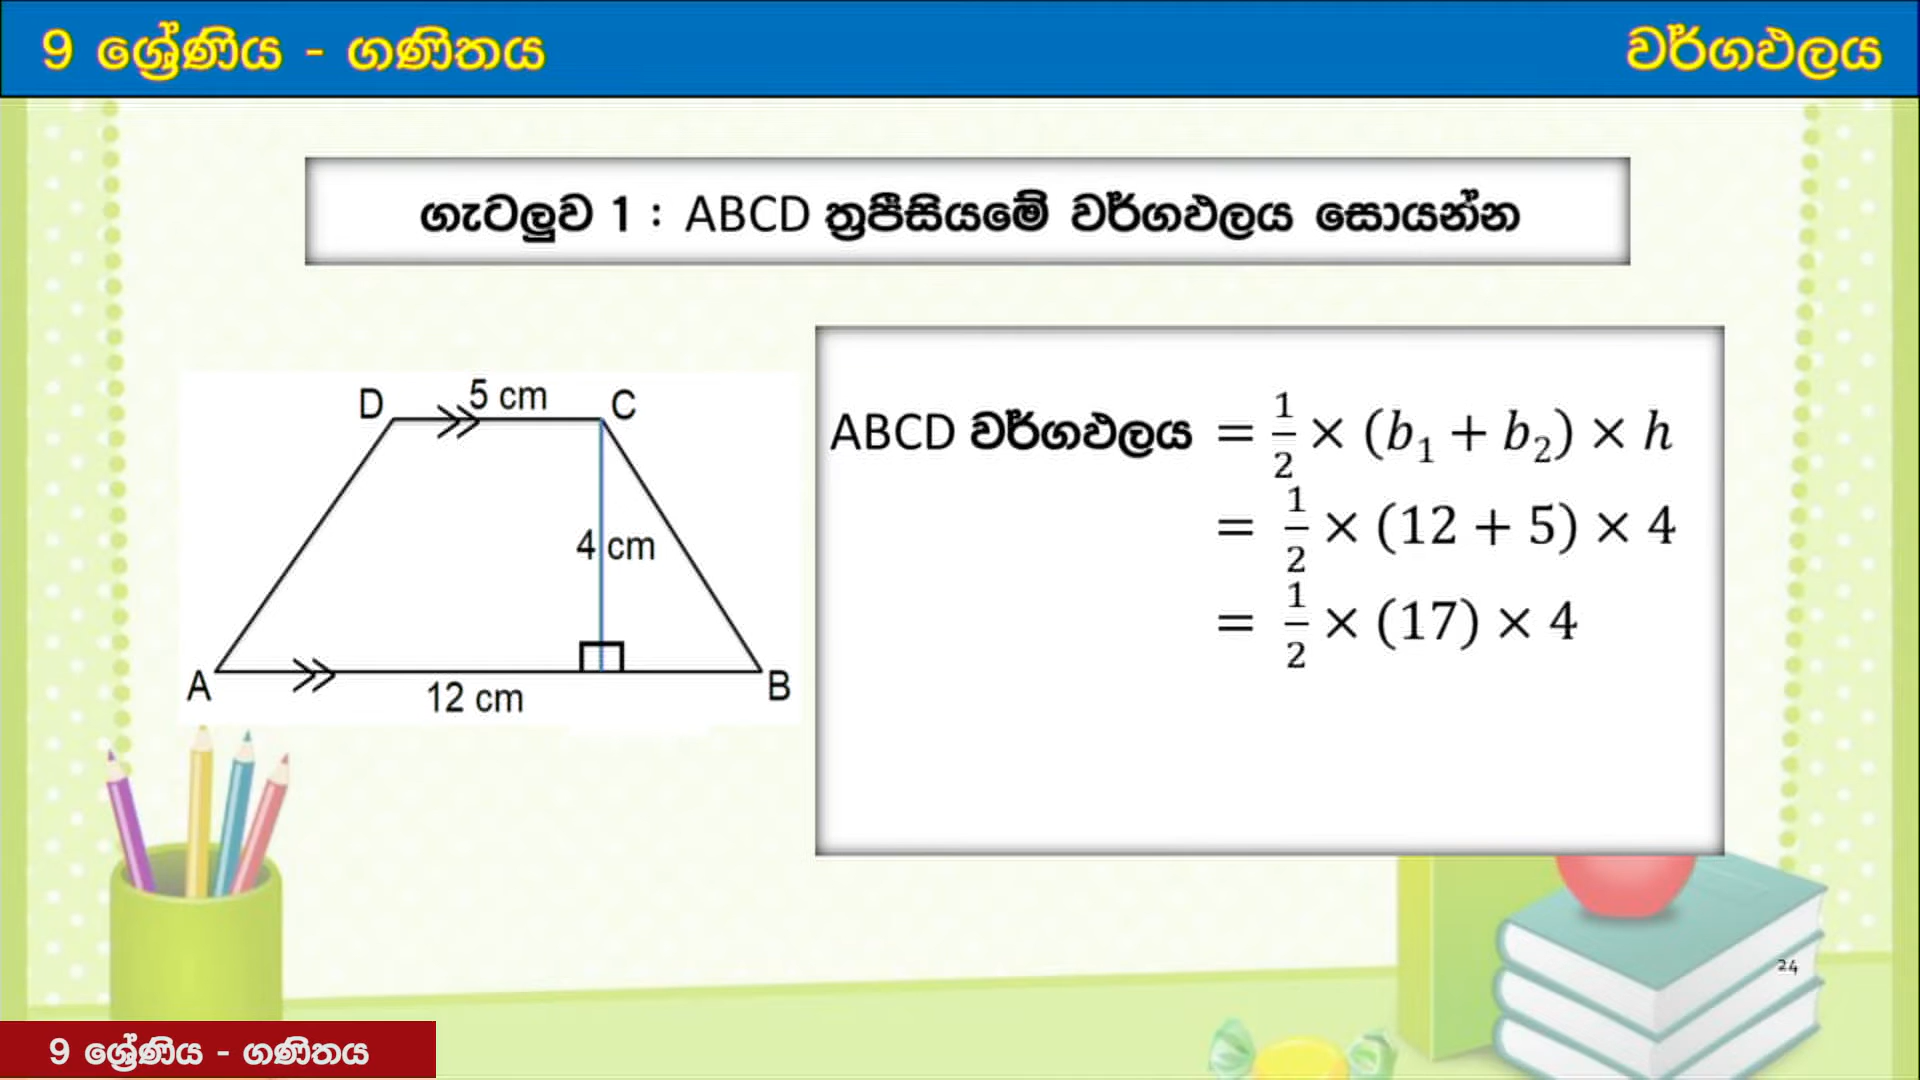 9 ශ්‍රේණිය - ගණිතය
වර්ගඵලය
ගැටලුව 1 : ABCD ත්‍රපීසියමේ වර්ගඵලය සොයන්න
D 5 cm C
4 cm
A 12 cm B
ABCD වර්ගඵලය = 1/2 × (b₁ + b₂) × h
= 1/2 × (12 + 5) × 4
= 1/2 × (17) × 4
24
9 ශ්‍රේණිය - ගණිතය